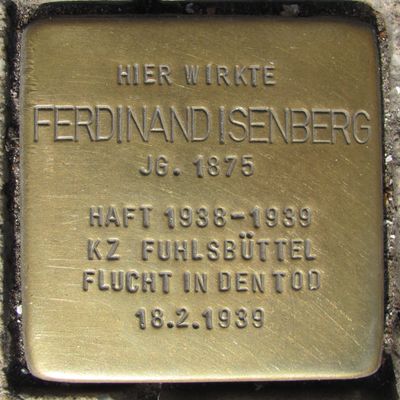 HIER WIRKTE
FERDINAND ISENBERG
JG. 1875
HAFT 1938-1939
KZ FUHLSBÜTTEL
FLUCHT IN DEN TOD
18.2.1939